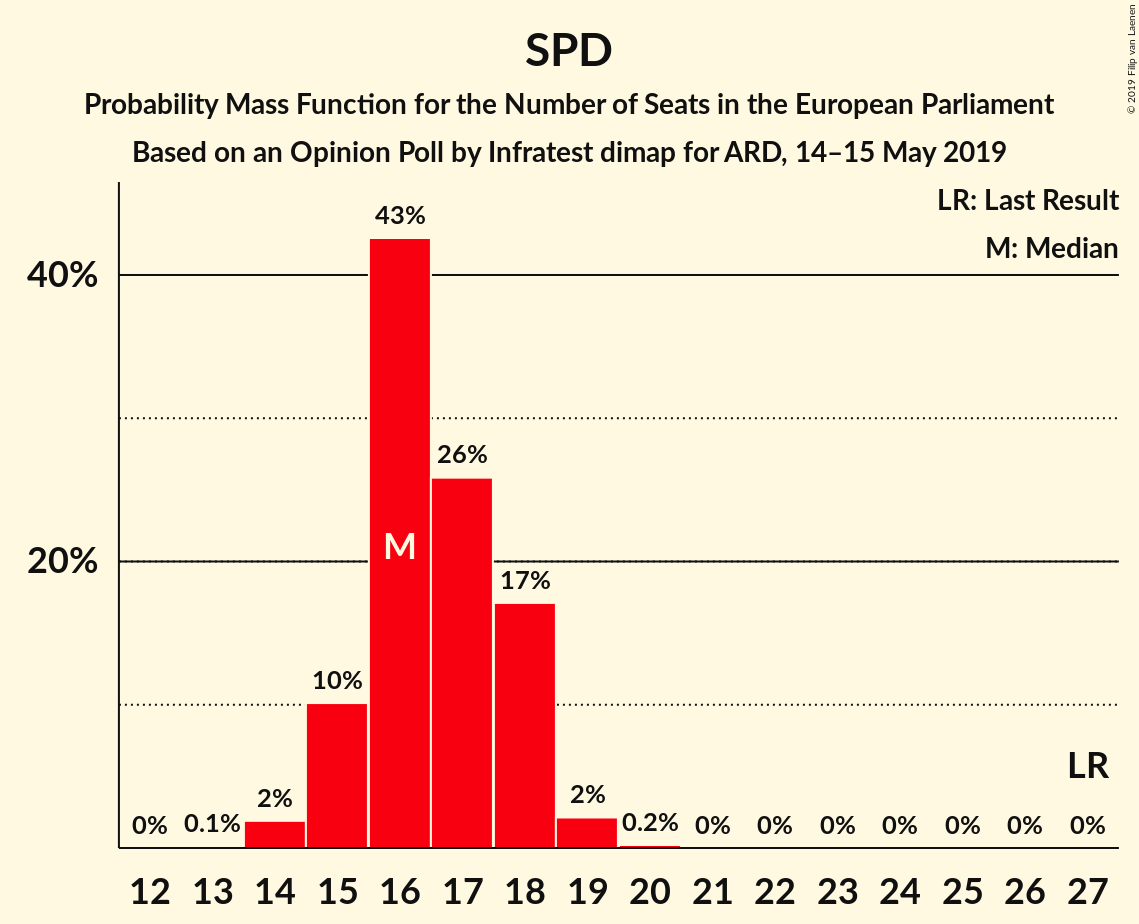 SPD
Probability Mass Function for the Number of Seats in the European Parliament
Based on an Opinion Poll by Infratest dimap for ARD, 14–15 May 2019
© 2019 Filip van Laenen
LR: Last Result
M: Median
43%
40%
26%
M
20%
17%
10%
LR
0% 0.1% 2% 2% 0.2% 0% 0% 0% 0% 0% 0% 0%
12 13 14 15 16 17 18 19 20 21 22 23 24 25 26 27